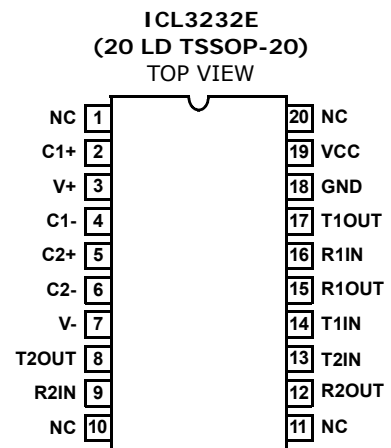 ICL3232E
(20 LD TSSOP-20)
TOP VIEW
NC 1 20 NC
C1+ 2 19 VCC
V+ 3 18 GND
C1- 4 17 T1OUT
C2+ 5 16 R1IN
C2- 6 15 R1OUT
V- 7 14 T1IN
T2OUT 8 13 T2IN
R2IN 9 12 R2OUT
NC 10 11 NC